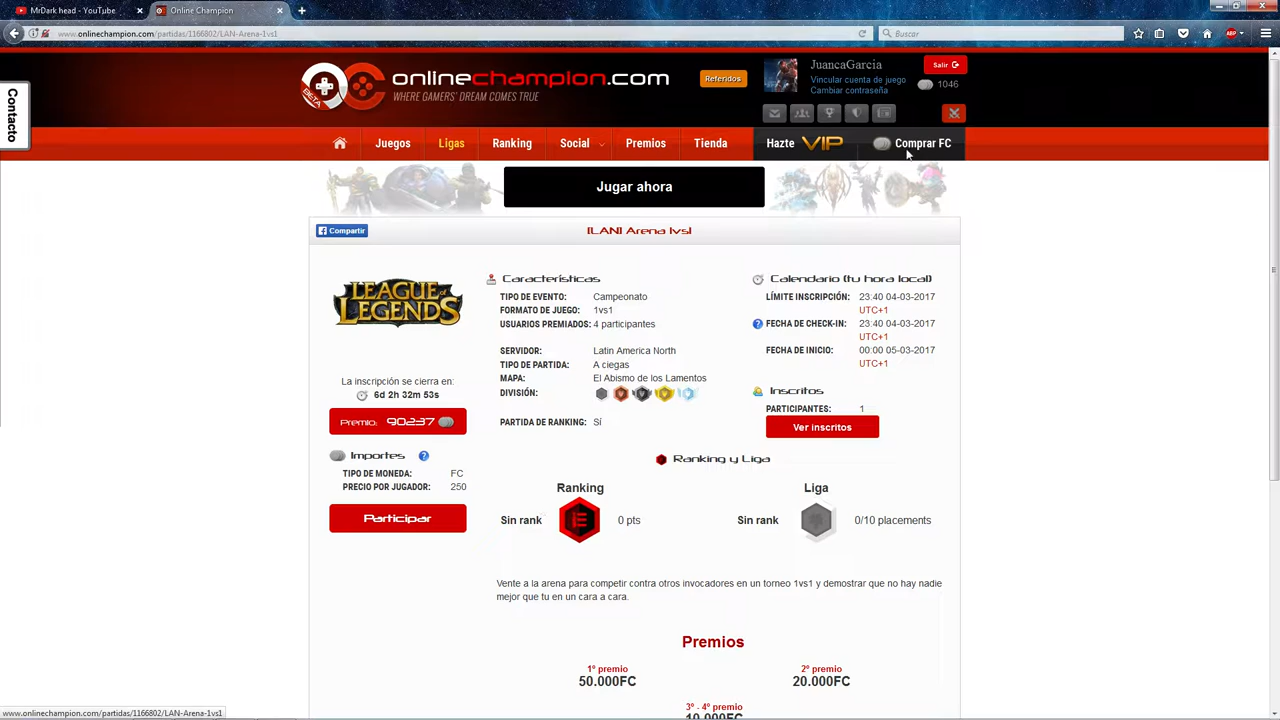 MrDark head - YouTube
Online Champion
www.onlinechampion.com/partidas/1166802/LAN-Arena-1vs1
Buscar
ABP
Contacto
BETA
onlinechampion.com
WHERE GAMERS' DREAM COMES TRUE
Referidos
JuancaGarcia
Vincular cuenta de juego
Cambiar contraseña
Salir
1046
Juegos
Ligas
Ranking
Social
Premios
Tienda
Hazte VIP
Comprar FC
Jugar ahora
Compartir
[LAN] Arena 1vs1
LEAGUE of LEGENDS
La inscripción se cierra en:
6d 2h 32m 53s
Premio: 90237
Importes
TIPO DE MONEDA: FC
PRECIO POR JUGADOR: 250
Participar
Características
TIPO DE EVENTO: Campeonato
FORMATO DE JUEGO: 1vs1
USUARIOS PREMIADOS: 4 participantes
SERVIDOR: Latin America North
TIPO DE PARTIDA: A ciegas
MAPA: El Abismo de los Lamentos
DIVISIÓN:
PARTIDA DE RANKING: Sí
Calendario (tu hora local)
LÍMITE INSCRIPCIÓN: 23:40 04-03-2017
UTC+1
FECHA DE CHECK-IN: 23:40 04-03-2017
UTC+1
FECHA DE INICIO: 00:00 05-03-2017
UTC+1
Inscritos
PARTICIPANTES: 1
Ver inscritos
Ranking y Liga
Ranking
Sin rank
0 pts
Liga
Sin rank
0/10 placements
Vente a la arena para competir contra otros invocadores en un torneo 1vs1 y demostrar que no hay nadie
mejor que tu en un cara a cara.
Premios
1º premio
50.000FC
2º premio
20.000FC
3º - 4º premio
10.000FC
www.onlinechampion.com/partidas/1166802/LAN-Arena-1vs1